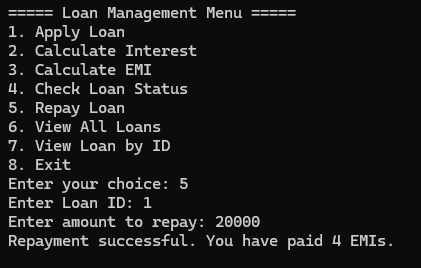 ===== Loan Management Menu =====
1. Apply Loan
2. Calculate Interest
3. Calculate EMI
4. Check Loan Status
5. Repay Loan
6. View All Loans
7. View Loan by ID
8. Exit
Enter your choice: 5
Enter Loan ID: 1
Enter amount to repay: 20000
Repayment successful. You have paid 4 EMIs.